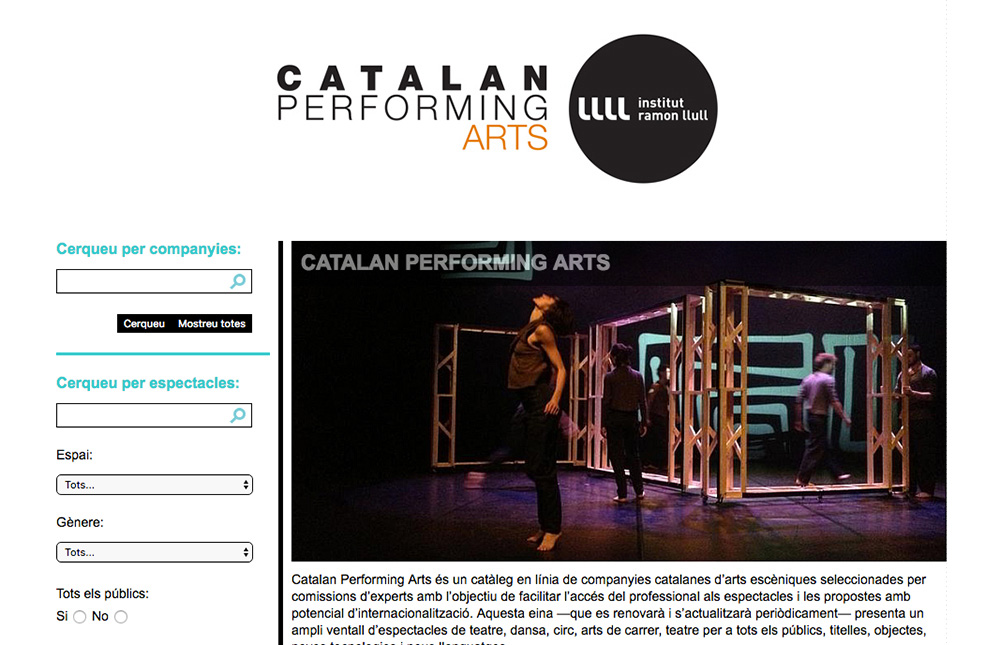 CATALAN
PERFORMING
ARTS
institut
ramon llull
Cerqueu per companyies:
Cerqueu
Mostreu totes
Cerqueu per espectacles:
Espai:
Tots...
Gènere:
Tots...
Tots els públics:
Si
No
CATALAN PERFORMING ARTS
Catalan Performing Arts és un catàleg en línia de companyies catalanes d'arts escèniques seleccionades per
comissions d'experts amb l'objectiu de facilitar l'accés del professional als espectacles i les propostes amb
potencial d'internacionalització. Aquesta eina —que es renovarà i s'actualitzarà periòdicament— presenta un
ampli ventall d'espectacles de teatre, dansa, circ, arts de carrer, teatre per a tots els públics, titelles, objectes,